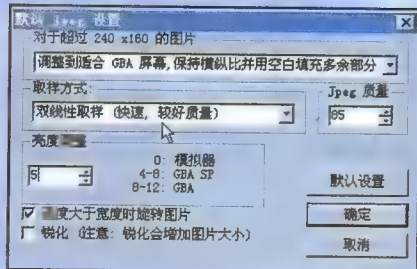 默认 Jpeg 设置
对于超过 240 x160 的图片
调整到适合 GBA 屏幕,保持横纵比并用空白填充多余部分
取样方式:
双线性取样 (快速, 较好质量)
Jpeg 质量
85
亮度
5
0: 模拟器
4-8: GBA SP
8-12: GBA
度大于宽度时旋转图片
锐化 (注意: 锐化会增加图片大小)
默认设置
确定
取消